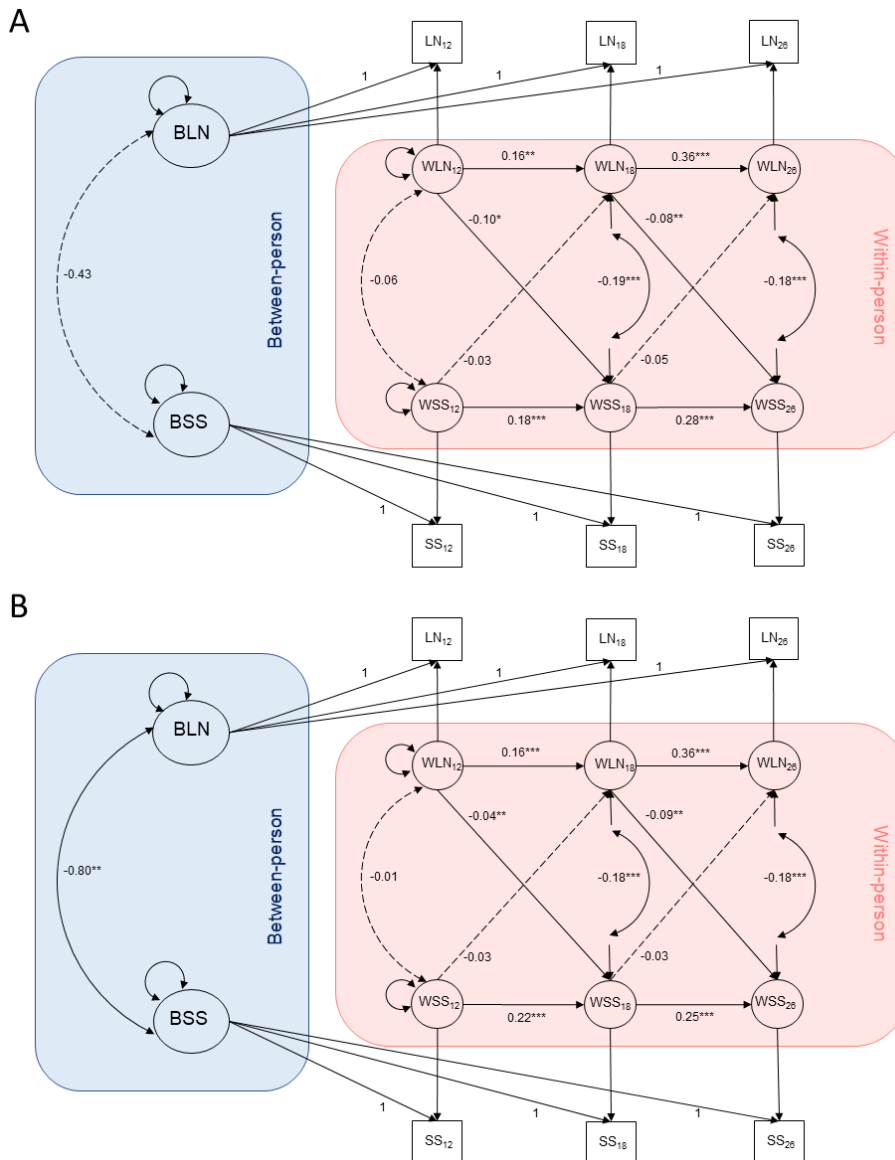 A
LN12
LN18
LN26
1
1
1
BLN
0.16**
0.36***
WLN12
WLN18
WLN26
-0.10*
-0.08**
-0.43
Between-person
-0.06
-0.19***
-0.18***
Within-person
-0.03
-0.05
BSS
WSS12
WSS18
WSS26
0.18***
0.28***
1
1
1
SS12
SS18
SS26
B
LN12
LN18
LN26
1
1
1
BLN
0.16***
0.36***
WLN12
WLN18
WLN26
-0.04**
-0.09**
-0.80**
Between-person
-0.01
-0.18***
-0.18***
Within-person
-0.03
-0.03
BSS
WSS12
WSS18
WSS26
0.22***
0.25***
1
1
1
SS12
SS18
SS26